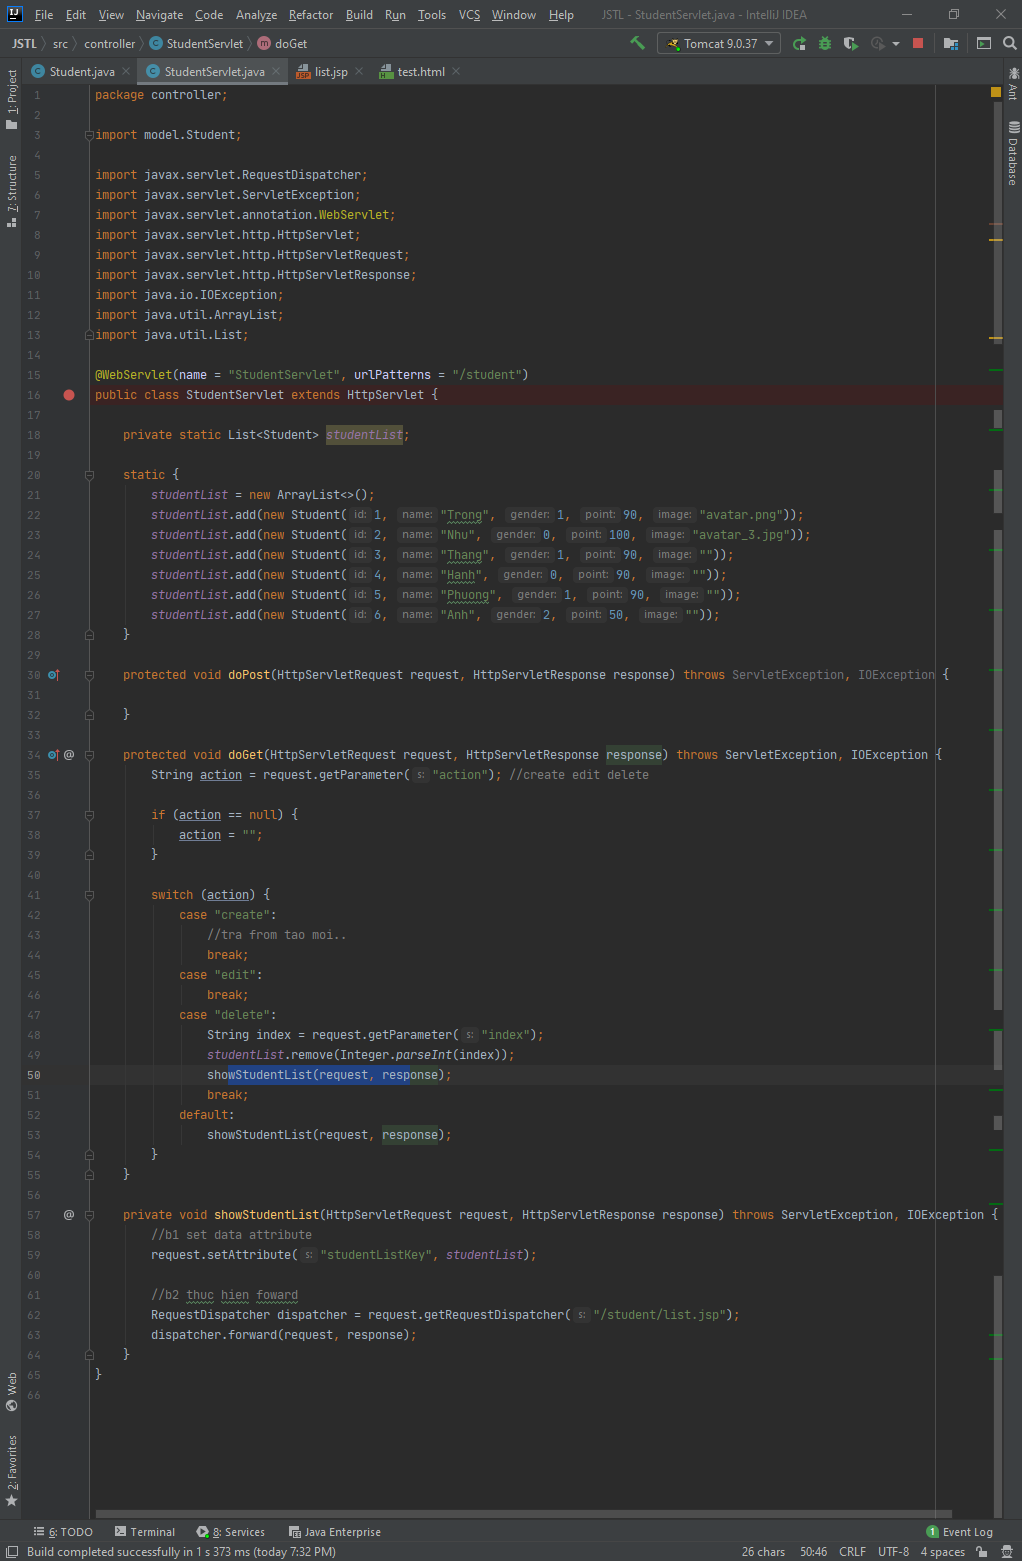 File Edit View Navigate Code Analyze Refactor Build Run Tools VCS Window Help JSTL - StudentServlet.java - IntelliJ IDEA
JSTL src controller StudentServlet doGet Tomcat 9.0.37
Student.java StudentServlet.java list.jsp test.html
1: Project
7: Structure
Ant
Database
1 package controller;
2
3 import model.Student;
4
5 import javax.servlet.RequestDispatcher;
6 import javax.servlet.ServletException;
7 import javax.servlet.annotation.WebServlet;
8 import javax.servlet.http.HttpServlet;
9 import javax.servlet.http.HttpServletRequest;
10 import javax.servlet.http.HttpServletResponse;
11 import java.io.IOException;
12 import java.util.ArrayList;
13 import java.util.List;
14
15 @WebServlet(name = "StudentServlet", urlPatterns = "/student")
16 public class StudentServlet extends HttpServlet {
17
18 private static List<Student> studentList;
19
20 static {
21 studentList = new ArrayList<>();
22 studentList.add(new Student( id: 1, name: "Trong", gender: 1, point: 90, image: "avatar.png"));
23 studentList.add(new Student( id: 2, name: "Nhu", gender: 0, point: 100, image: "avatar_3.jpg"));
24 studentList.add(new Student( id: 3, name: "Thang", gender: 1, point: 90, image: ""));
25 studentList.add(new Student( id: 4, name: "Hanh", gender: 0, point: 90, image: ""));
26 studentList.add(new Student( id: 5, name: "Phuong", gender: 1, point: 90, image: ""));
27 studentList.add(new Student( id: 6, name: "Anh", gender: 2, point: 50, image: ""));
28 }
29
30 protected void doPost(HttpServletRequest request, HttpServletResponse response) throws ServletException, IOException {
31
32 }
33
34 @ protected void doGet(HttpServletRequest request, HttpServletResponse response) throws ServletException, IOException {
35 String action = request.getParameter( s: "action"); //create edit delete
36
37 if (action == null) {
38 action = "";
39 }
40
41 switch (action) {
42 case "create":
43 //tra from tao moi..
44 break;
45 case "edit":
46 break;
47 case "delete":
48 String index = request.getParameter( s: "index");
49 studentList.remove(Integer.parseInt(index));
50 showStudentList(request, response);
51 break;
52 default:
53 showStudentList(request, response);
54 }
55 }
56
57 @ private void showStudentList(HttpServletRequest request, HttpServletResponse response) throws ServletException, IOException {
58 //b1 set data attribute
59 request.setAttribute( s: "studentListKey", studentList);
60
61 //b2 thuc hien foward
62 RequestDispatcher dispatcher = request.getRequestDispatcher( s: "/student/list.jsp");
63 dispatcher.forward(request, response);
64 }
65 }
66
Web
2: Favorites
6: TODO Terminal 8: Services Java Enterprise 1 Event Log
Build completed successfully in 1 s 373 ms (today 7:32 PM) 26 chars 50:46 CRLF UTF-8 4 spaces